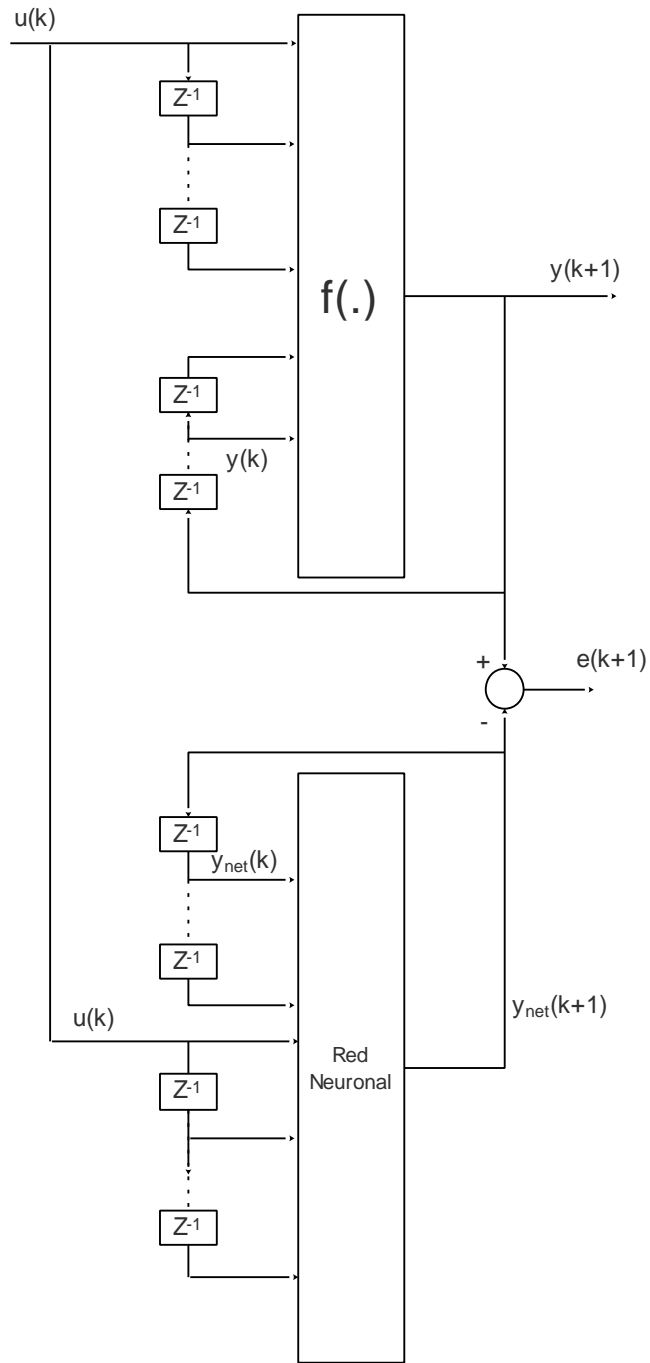 u(k)
Z-1
Z-1
f(.)
y(k+1)
Z-1
y(k)
Z-1
+
e(k+1)
-
Z-1
ynet(k)
Z-1
u(k)
ynet(k+1)
Red
Neuronal
Z-1
Z-1